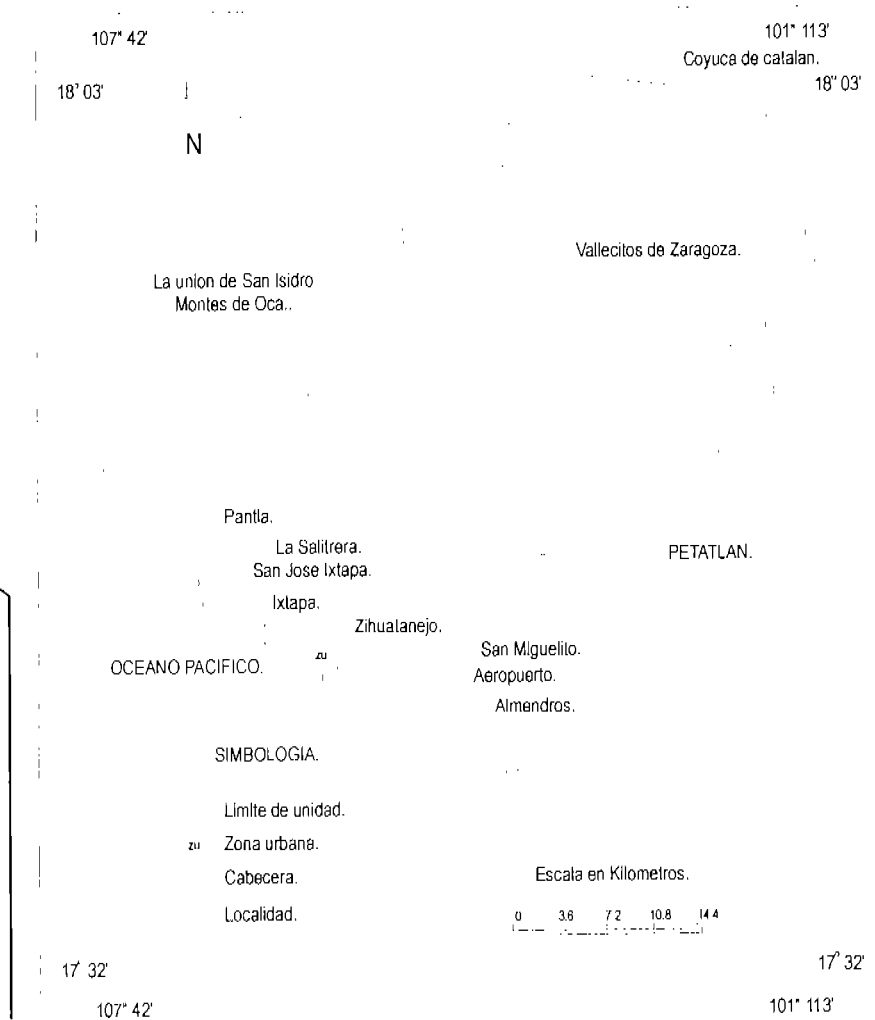 107° 42'
101° 113'
Coyuca de catalan.
18° 03'
18° 03'
N
Vallecitos de Zaragoza.
La union de San Isidro
Montes de Oca..
Pantla.
La Salitrera.
PETATLAN.
San Jose Ixtapa.
Ixtapa.
Zihuatanejo.
San Miguelito.
zu
OCEANO PACIFICO.
Aeropuerto.
Almendros.
SIMBOLOGIA.
Limite de unidad.
zu Zona urbana.
Cabecera.
Escala en Kilometros.
Localidad.
0 3.6 7.2 10.8 14.4
17° 32'
17° 32'
107° 42'
101° 113'